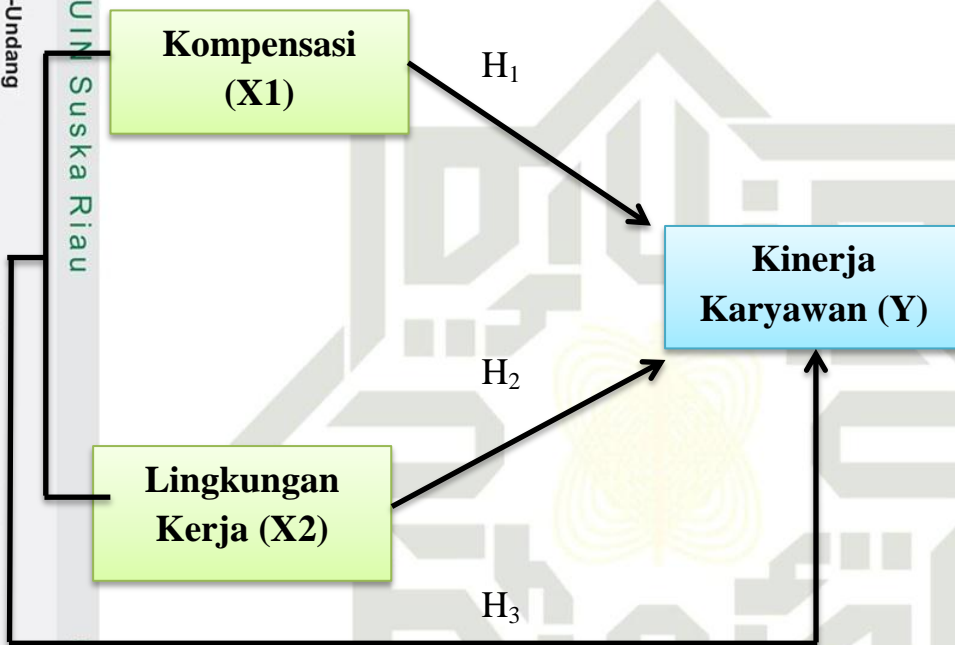 -Undang
UIN Suska Riau
Kompensasi
(X1)
H₁
Kinerja
Karyawan (Y)
H₂
Lingkungan
Kerja (X2)
H₃